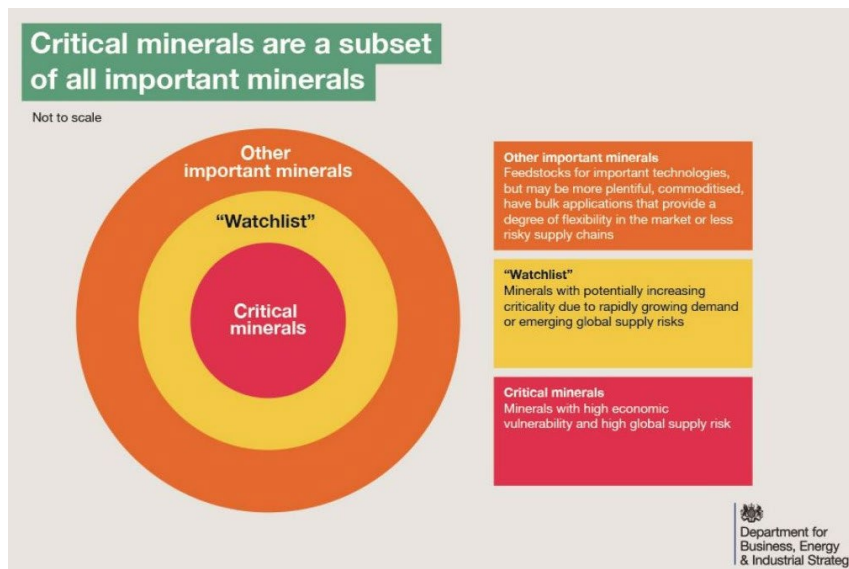 Critical minerals are a subset
of all important minerals
Not to scale
Other
important minerals
“Watchlist”
Critical
minerals
Other important minerals
Feedstocks for important technologies,
but may be more plentiful, commoditised,
have bulk applications that provide a
degree of flexibility in the market or less
risky supply chains
“Watchlist”
Minerals with potentially increasing
criticality due to rapidly growing demand
or emerging global supply risks
Critical minerals
Minerals with high economic
vulnerability and high global supply risk
Department for
Business, Energy
& Industrial Strateg